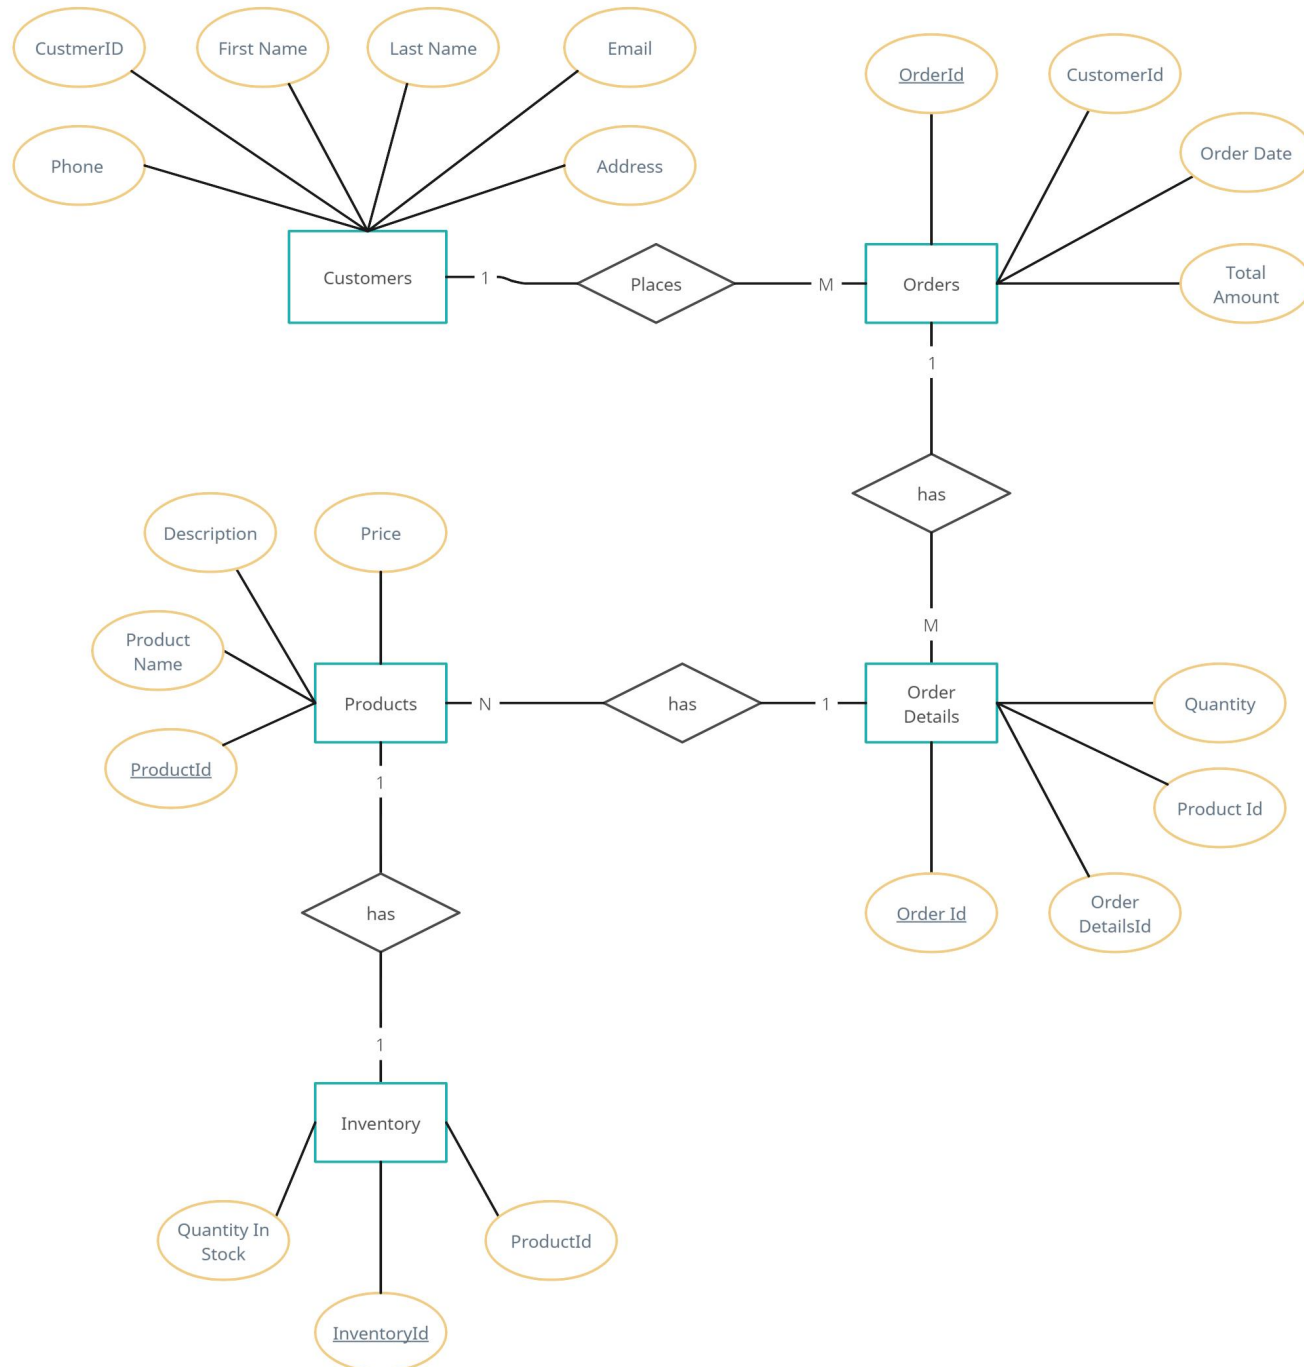 CustmerID
First Name
Last Name
Email
OrderId
CustomerId
Phone
Address
Order Date
Customers
1
Places
M
Orders
Total
Amount
1
has
Description
Price
M
Product
Name
Products
N
has
1
Order
Details
Quantity
ProductId
1
Product Id
has
Order Id
Order
DetailsId
1
Inventory
Quantity In
Stock
ProductId
InventoryId